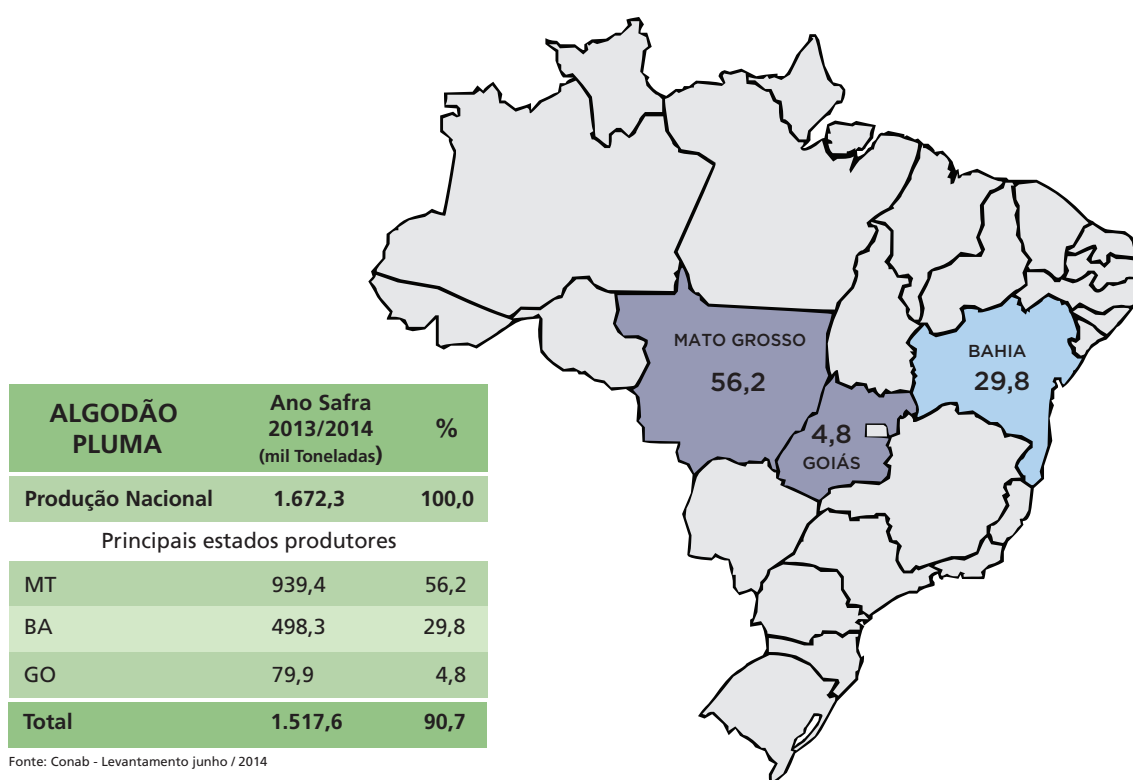 MATO GROSSO
56,2
BAHIA
29,8
4,8
GOIÁS
ALGODÃO
PLUMA
Ano Safra
2013/2014
(mil Toneladas)
%
Produção Nacional 1.672,3 100,0
Principais estados produtores
MT 939,4 56,2
BA 498,3 29,8
GO 79,9 4,8
Total 1.517,6 90,7
Fonte: Conab - Levantamento junho / 2014